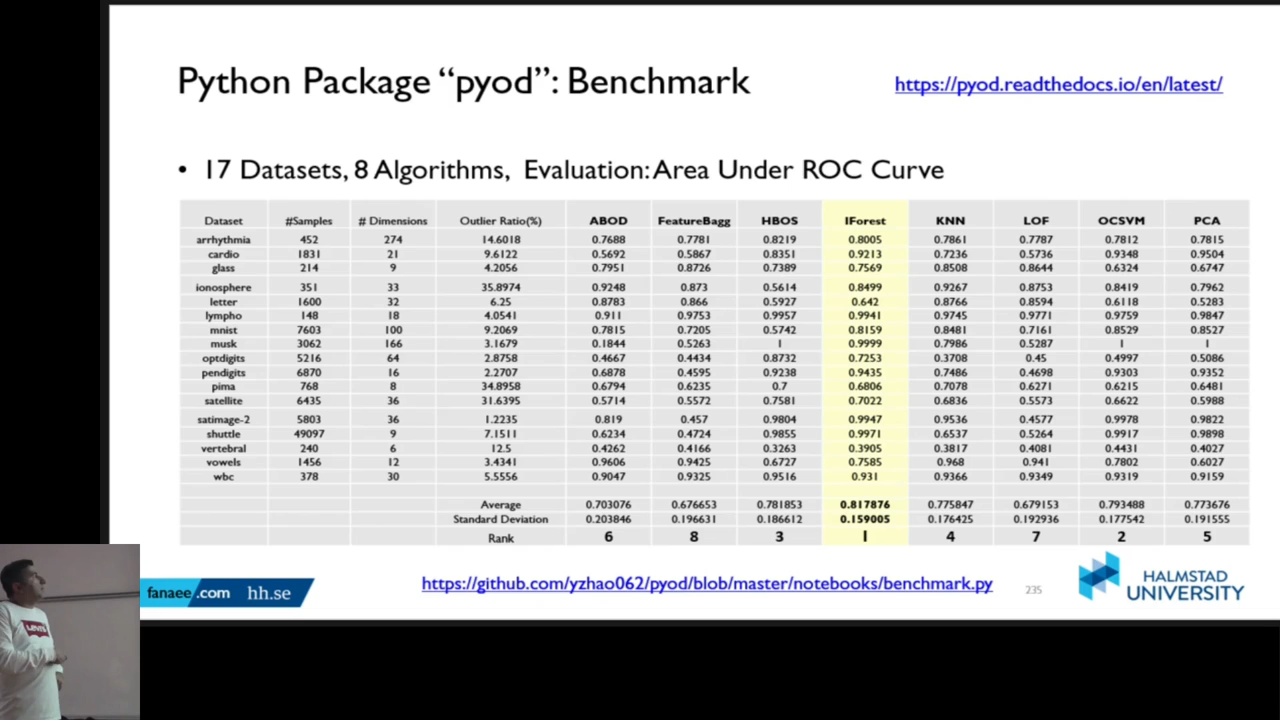 Python Package “pyod”: Benchmark
https://pyod.readthedocs.io/en/latest/
• 17 Datasets, 8 Algorithms, Evaluation: Area Under ROC Curve
Dataset #Samples # Dimensions Outlier Ratio(%) ABOD FeatureBagg HBOS IForest KNN LOF OCSVM PCA
arrhythmia 452 274 14.6018 0.7688 0.7781 0.8219 0.8005 0.7861 0.7787 0.7812 0.7815
cardio 1831 21 9.6122 0.5692 0.5867 0.8351 0.9213 0.7236 0.5736 0.9348 0.9504
glass 214 9 4.2056 0.7951 0.8726 0.7389 0.7569 0.8508 0.8644 0.6324 0.6747
ionosphere 351 33 35.8974 0.9248 0.873 0.5614 0.8499 0.9267 0.8753 0.8419 0.7962
letter 1600 32 6.25 0.8783 0.866 0.5927 0.642 0.8766 0.8594 0.6118 0.5283
lympho 148 18 4.0541 0.911 0.9753 0.9957 0.9941 0.9745 0.9771 0.9759 0.9847
mnist 7603 100 9.2069 0.7815 0.7205 0.5742 0.8159 0.8481 0.7161 0.8529 0.8527
musk 3062 166 3.1679 0.1844 0.5263 1 0.9999 0.7986 0.5287 1 1
optdigits 5216 64 2.8758 0.4667 0.4434 0.8732 0.7253 0.3708 0.45 0.4997 0.5086
pendigits 6870 16 2.2707 0.6878 0.4595 0.9238 0.9435 0.7486 0.4698 0.9303 0.9352
pima 768 8 34.8958 0.6794 0.6235 0.7 0.6806 0.7078 0.6271 0.6215 0.6481
satellite 6435 36 31.6395 0.5714 0.5572 0.7581 0.7022 0.6836 0.5573 0.6622 0.5988
satimage-2 5803 36 1.2235 0.819 0.457 0.9804 0.9947 0.9536 0.4577 0.9978 0.9822
shuttle 49097 9 7.1511 0.6234 0.4724 0.9855 0.9971 0.6537 0.5264 0.9917 0.9898
vertebral 240 6 12.5 0.4262 0.4166 0.3263 0.3905 0.3817 0.4081 0.4431 0.4027
vowels 1456 12 3.4341 0.9606 0.9425 0.6727 0.7585 0.968 0.941 0.7802 0.6027
wbc 378 30 5.5556 0.9047 0.9325 0.9516 0.931 0.9366 0.9349 0.9319 0.9159
Average 0.703076 0.676653 0.781853 0.817876 0.775847 0.679153 0.793488 0.773676
Standard Deviation 0.203846 0.196631 0.186612 0.159005 0.176425 0.192936 0.177542 0.191555
Rank 6 8 3 1 4 7 2 5
fanaee.com hh.se
https://github.com/yzhao062/pyod/blob/master/notebooks/benchmark.py
235
HALMSTAD
UNIVERSITY
LEVI'S